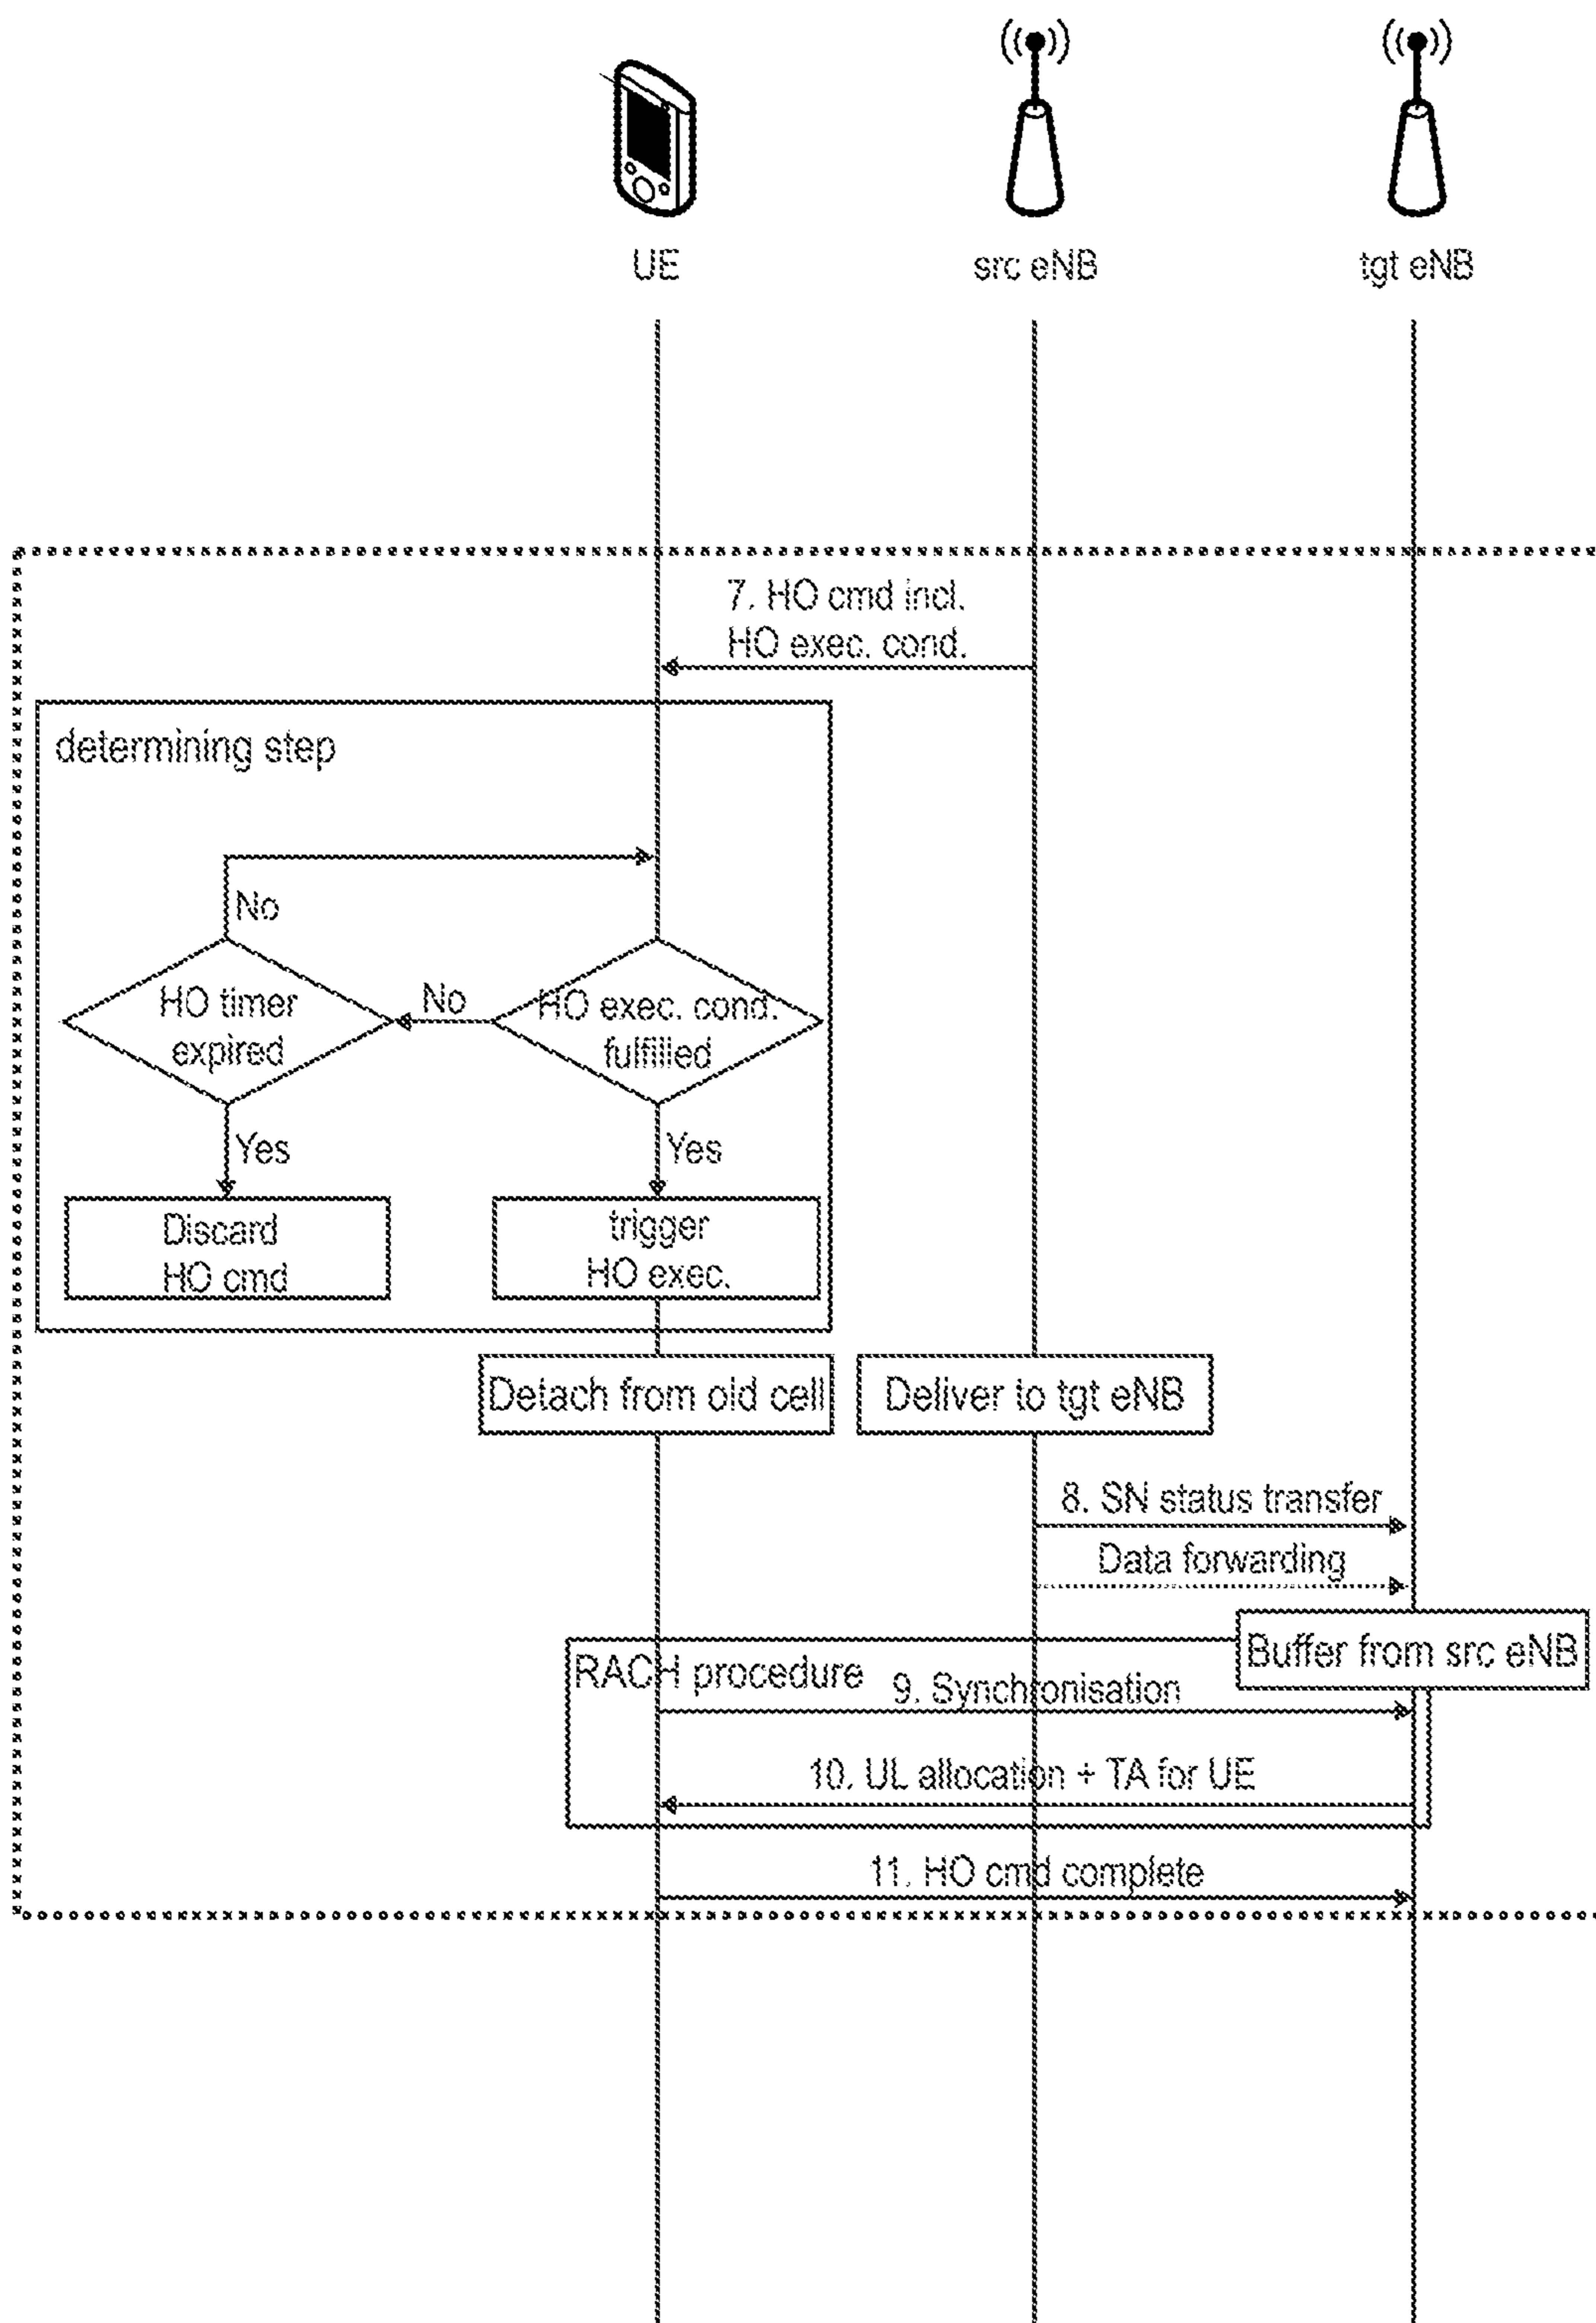 UE
src eNB
tgt eNB
7. HO cmd incl.
HO exec. cond.
determining step
No
HO timer
expired
No
HO exec. cond.
fulfilled
Yes
Yes
Discard
HO cmd
trigger
HO exec.
Detach from old cell
Deliver to tgt eNB
8. SN status transfer
Data forwarding
Buffer from src eNB
RACH procedure
9. Synchronisation
10. UL allocation + TA for UE
11. HO cmd complete